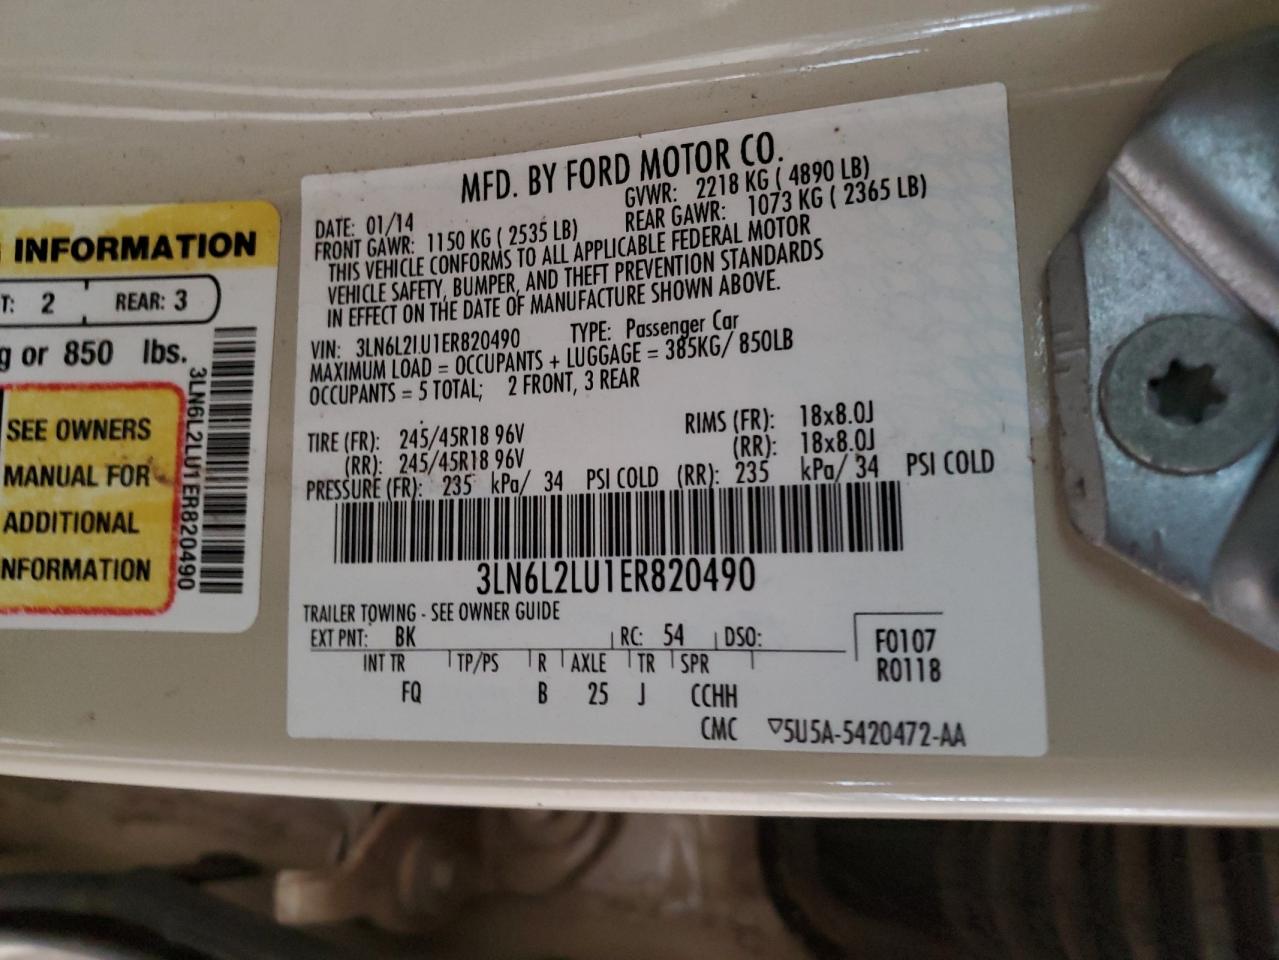 INFORMATION
T: 2 REAR: 3
g or 850 lbs.
SEE OWNERS
MANUAL FOR
ADDITIONAL
NFORMATION
3LN6L2LU1ER820490
MFD. BY FORD MOTOR CO.
DATE: 01/14 GVWR: 2218 KG ( 4890 LB)
FRONT GAWR: 1150 KG ( 2535 LB) REAR GAWR: 1073 KG ( 2365 LB)
THIS VEHICLE CONFORMS TO ALL APPLICABLE FEDERAL MOTOR
VEHICLE SAFETY, BUMPER, AND THEFT PREVENTION STANDARDS
IN EFFECT ON THE DATE OF MANUFACTURE SHOWN ABOVE.
VIN: 3LN6L2LU1ER820490 TYPE: Passenger Car
MAXIMUM LOAD = OCCUPANTS + LUGGAGE = 385KG/ 850LB
OCCUPANTS = 5 TOTAL; 2 FRONT, 3 REAR
TIRE (FR): 245/45R18 96V RIMS (FR): 18x8.0J
(RR): 245/45R18 96V (RR): 18x8.0J
PRESSURE (FR): 235 kPa/ 34 PSI COLD (RR): 235 kPa/ 34 PSI COLD
3LN6L2LU1ER820490
TRAILER TOWING - SEE OWNER GUIDE
EXT PNT: BK RC: 54 DSO: F0107
INT TR TP/PS R AXLE TR SPR R0118
FQ B 25 J CCHH
CMC ▽5U5A-5420472-AA